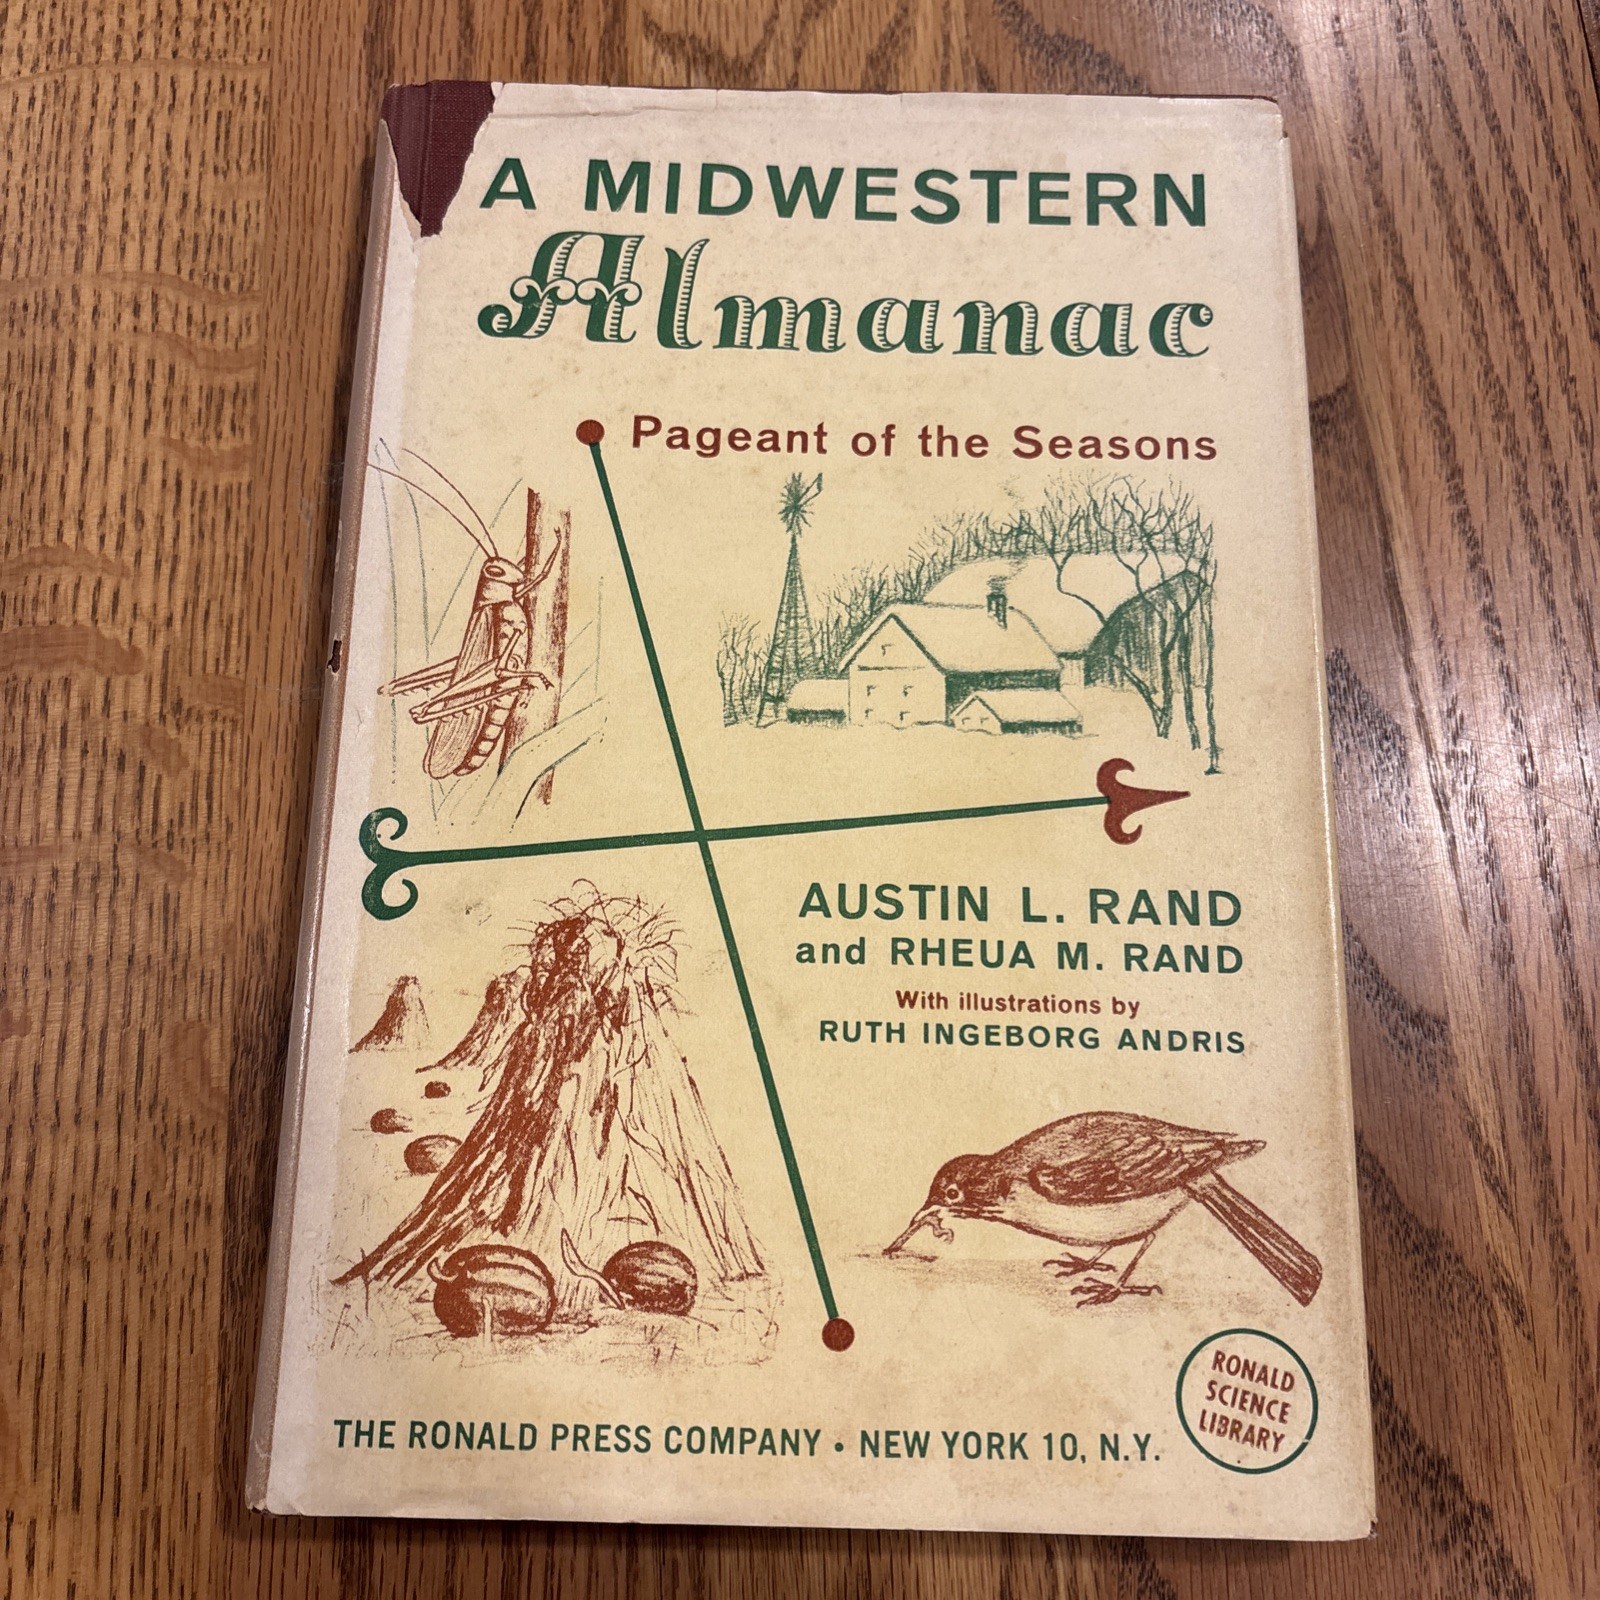 A MIDWESTERN
Almanac
Pageant of the Seasons
AUSTIN L. RAND
and RHEUA M. RAND
With illustrations by
RUTH INGEBORG ANDRIS
RONALD
SCIENCE
LIBRARY
THE RONALD PRESS COMPANY • NEW YORK 10, N.Y.